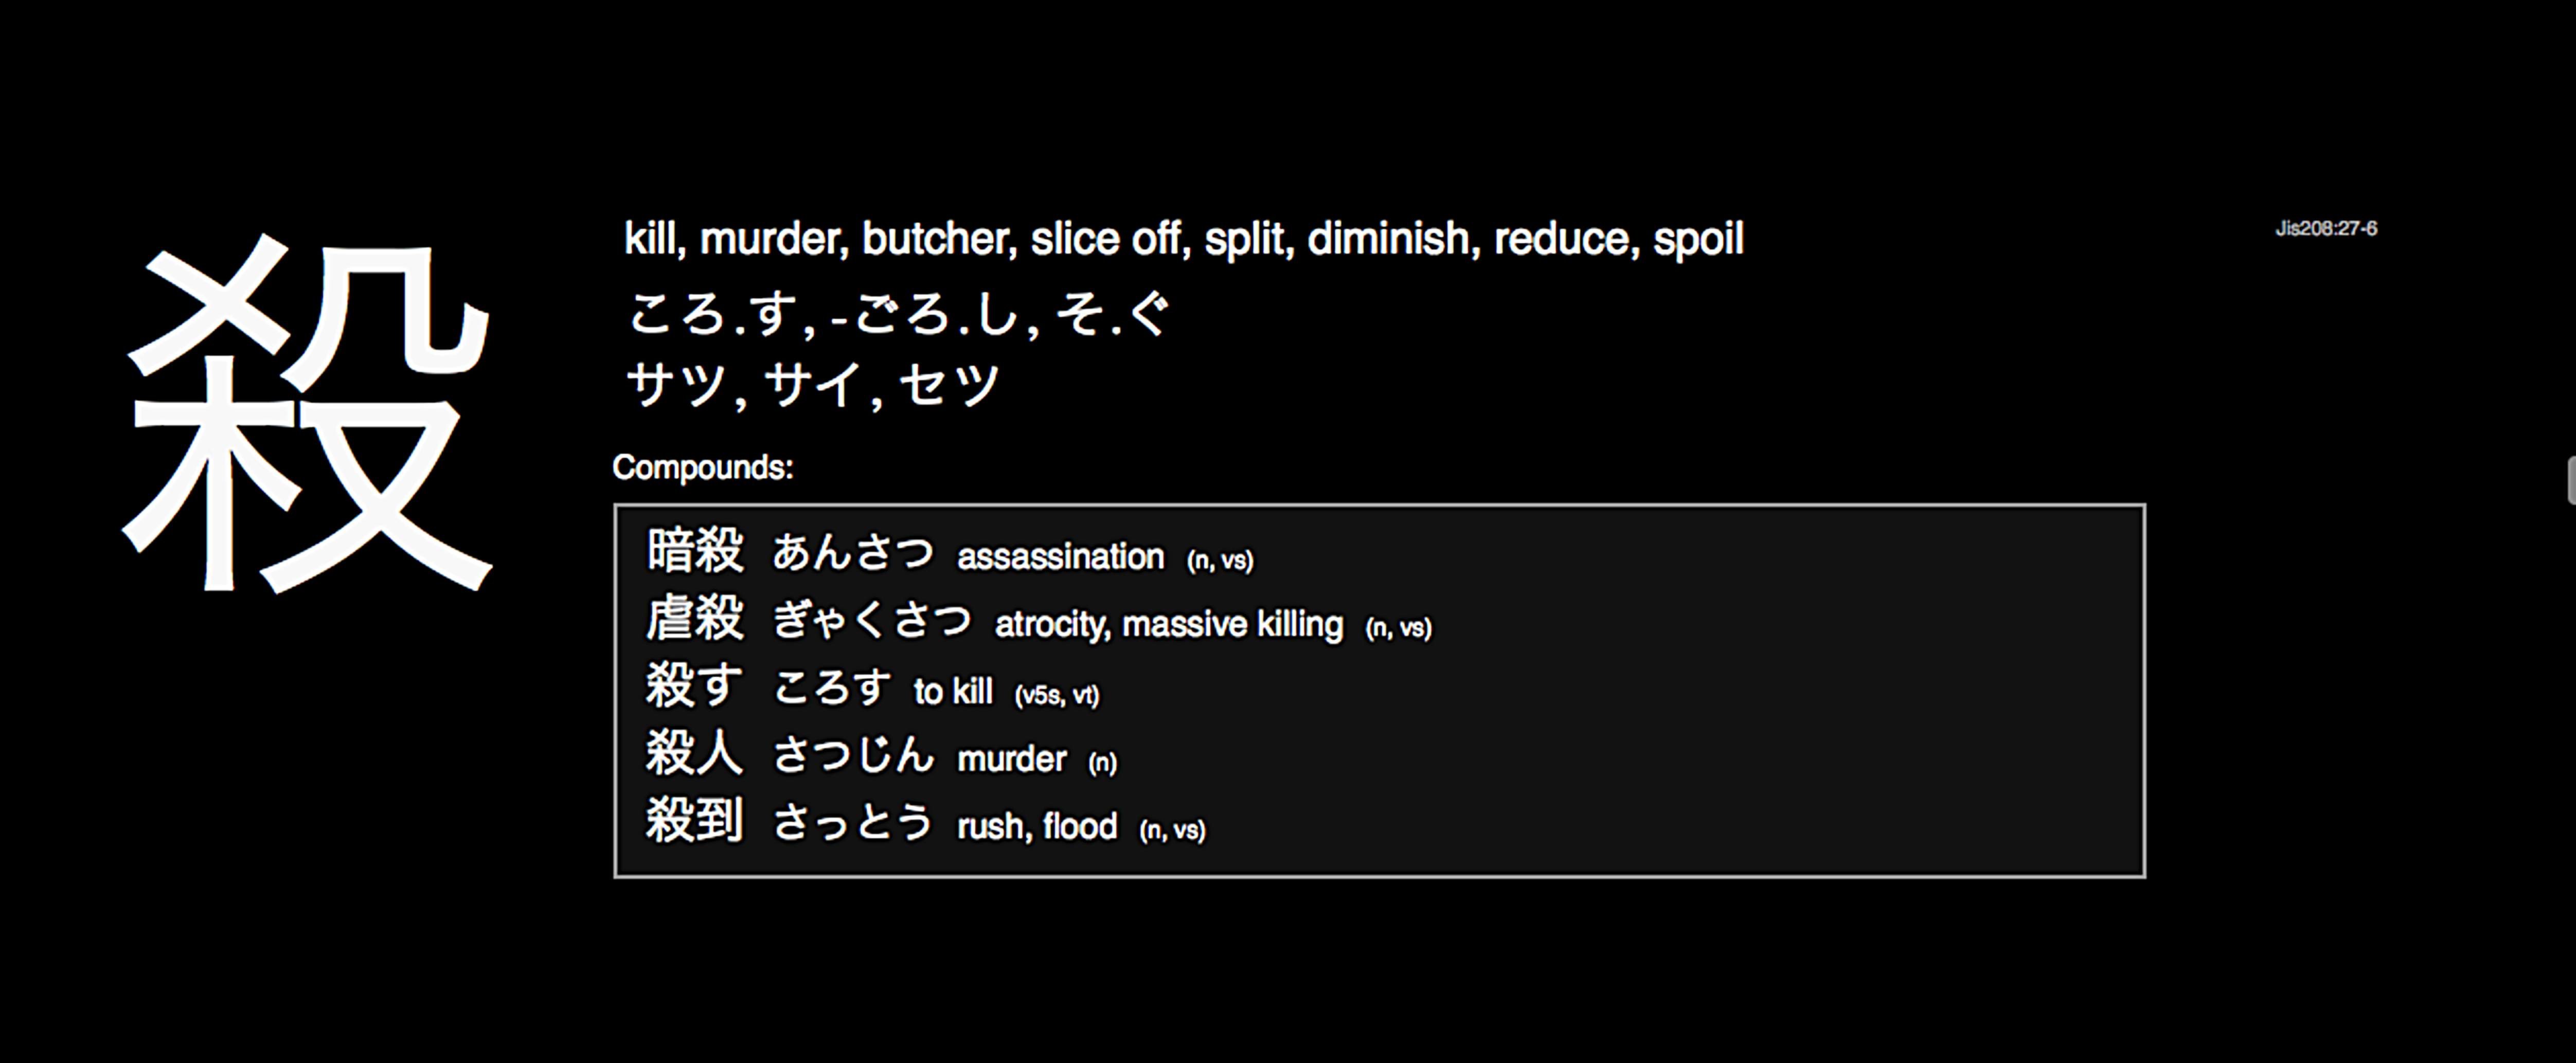 殺
kill, murder, butcher, slice off, split, diminish, reduce, spoil
Jis208:27-6
ころ.す, -ごろ.し, そ.ぐ
サツ, サイ, セツ
Compounds:
暗殺 あんさつ assassination (n, vs)
虐殺 ぎゃくさつ atrocity, massive killing (n, vs)
殺す ころす to kill (v5s, vt)
殺人 さつじん murder (n)
殺到 さっとう rush, flood (n, vs)